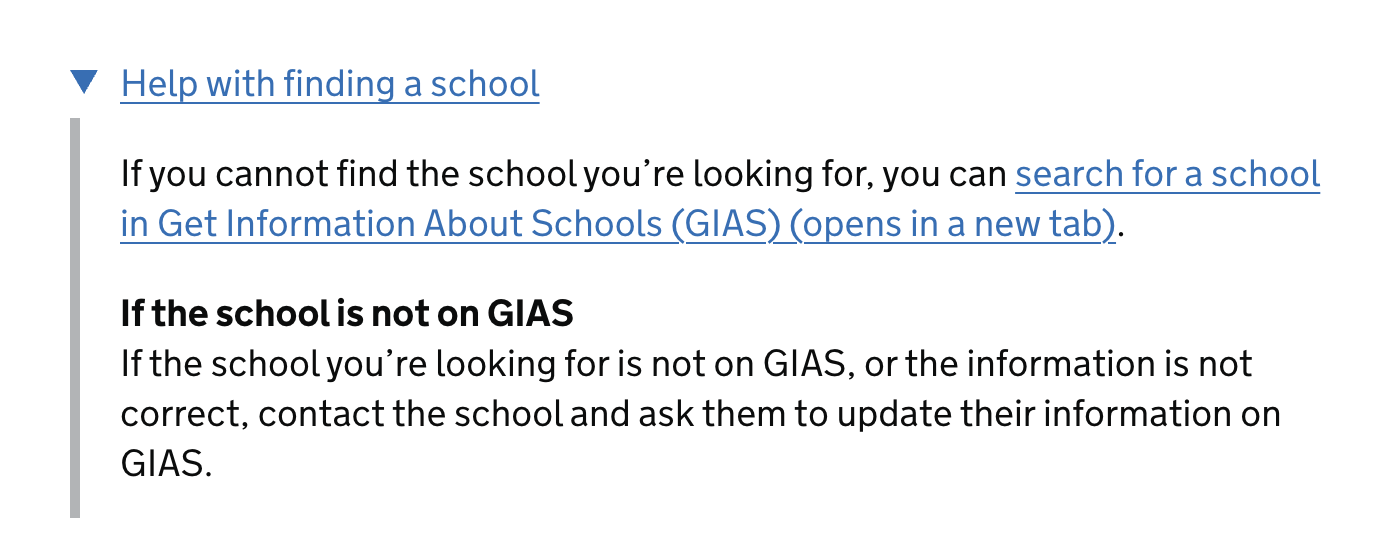 Help with finding a school
If you cannot find the school you’re looking for, you can search for a school
in Get Information About Schools (GIAS) (opens in a new tab).
If the school is not on GIAS
If the school you’re looking for is not on GIAS, or the information is not
correct, contact the school and ask them to update their information on
GIAS.